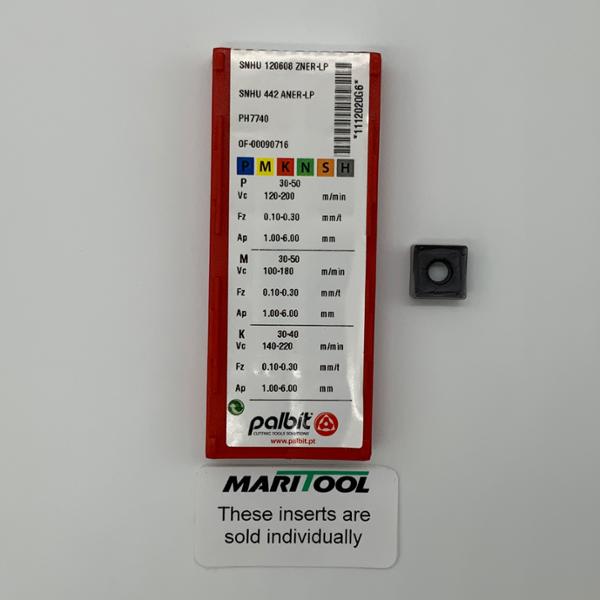 SNHU 120608 ZNER-LP
SNHU 442 ANER-LP
PH7740
OF-00090716
*1112020G6*
P M K N S H
P 30-50
Vc 120-200 m/min
Fz 0.10-0.30 mm/t
Ap 1.00-6.00 mm
M 30-50
Vc 100-180 m/min
Fz 0.10-0.30 mm/t
Ap 1.00-6.00 mm
K 30-40
Vc 140-220 m/min
Fz 0.10-0.30 mm/t
Ap 1.00-6.00 mm
palbit
CUTTING TOOLS SOLUTIONS
www.palbit.pt
MARITOOL
These inserts are
sold individually